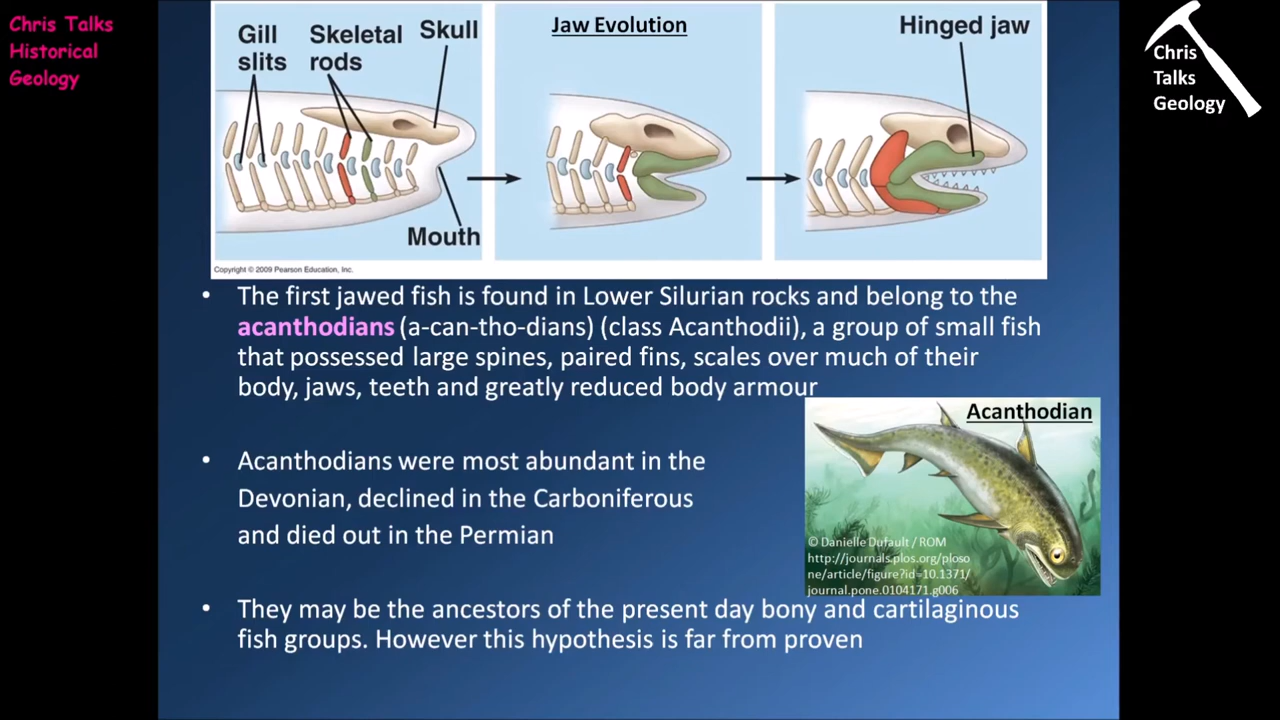 Chris Talks
Historical
Geology
Gill
slits
Skeletal
rods
Skull
Mouth
Jaw Evolution
Hinged jaw
Chris
Talks
Geology
Copyright © 2009 Pearson Education, Inc.
• The first jawed fish is found in Lower Silurian rocks and belong to the
acanthodians (a-can-tho-dians) (class Acanthodii), a group of small fish
that possessed large spines, paired fins, scales over much of their
body, jaws, teeth and greatly reduced body armour
Acanthodian
• Acanthodians were most abundant in the
Devonian, declined in the Carboniferous
and died out in the Permian
© Danielle Dufault / ROM
http://journals.plos.org/ploso
ne/article/figure?id=10.1371/
journal.pone.0104171.g006
• They may be the ancestors of the present day bony and cartilaginous
fish groups. However this hypothesis is far from proven